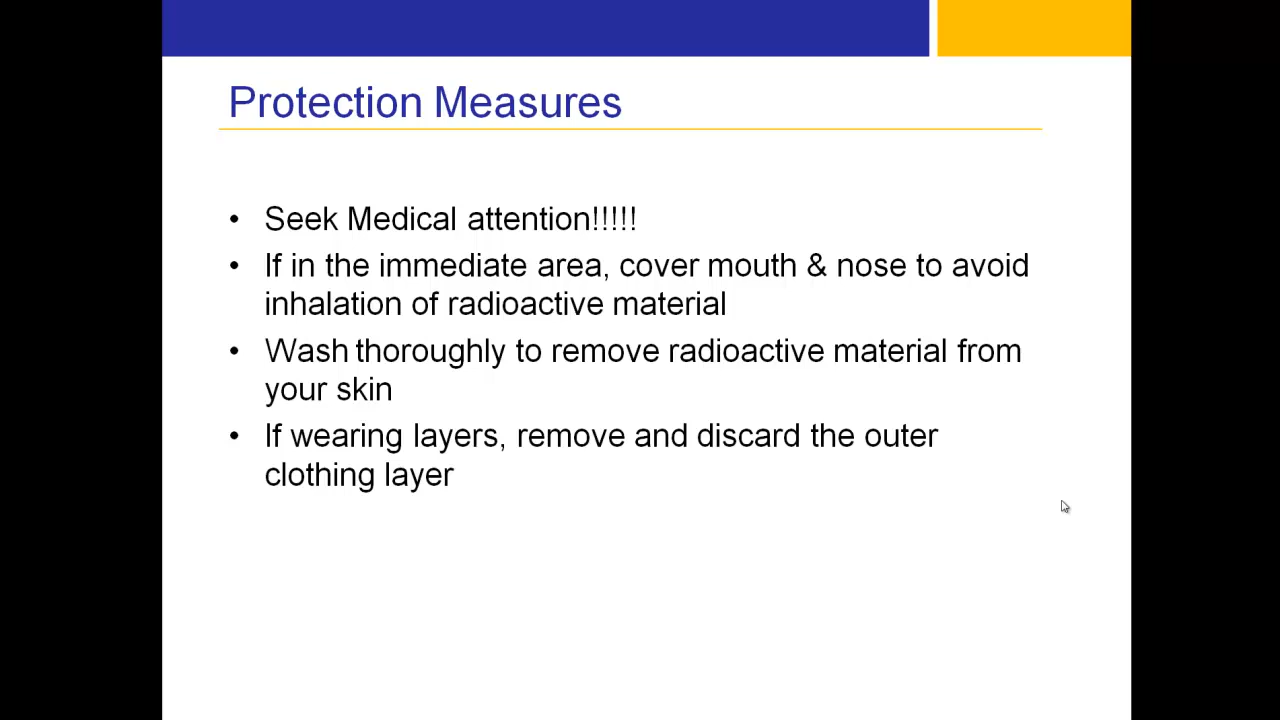 Protection Measures
• Seek Medical attention!!!!!
• If in the immediate area, cover mouth & nose to avoid
inhalation of radioactive material
• Wash thoroughly to remove radioactive material from
your skin
• If wearing layers, remove and discard the outer
clothing layer